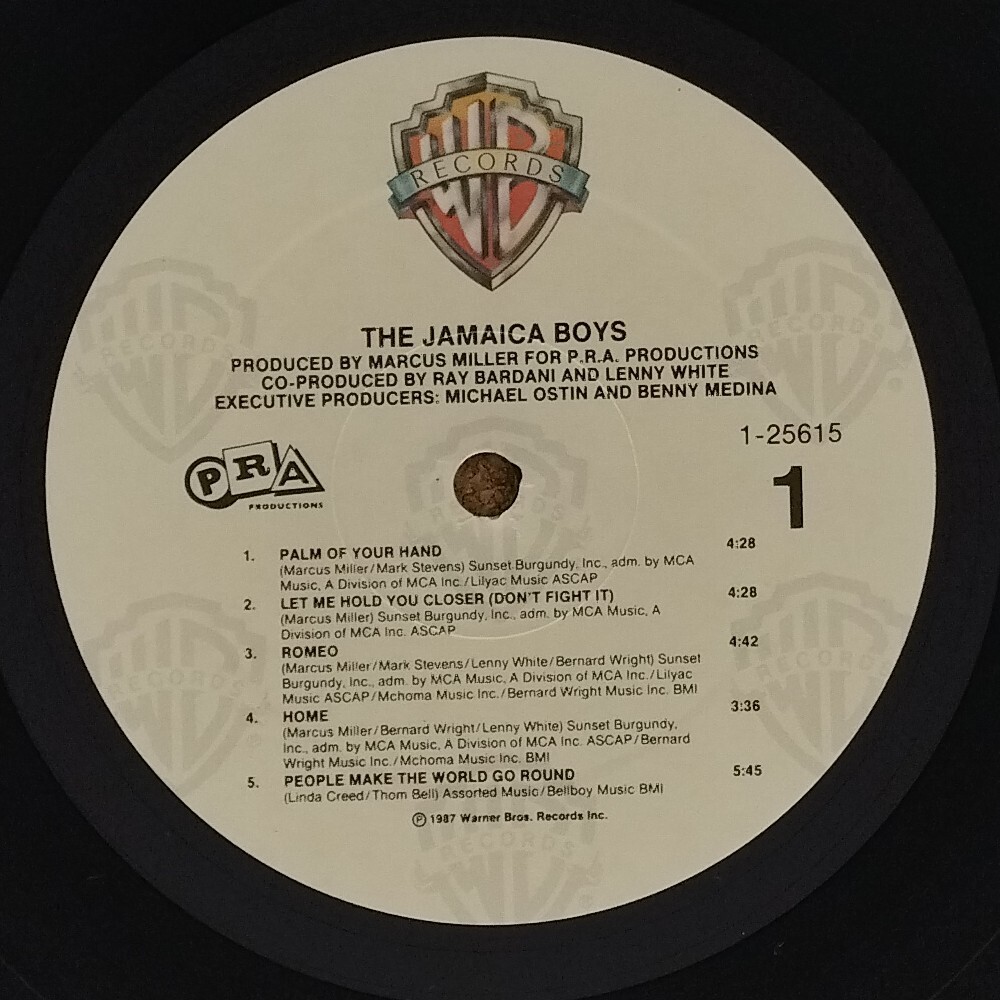 WB
RECORDS
THE JAMAICA BOYS
PRODUCED BY MARCUS MILLER FOR P.R.A. PRODUCTIONS
CO-PRODUCED BY RAY BARDANI AND LENNY WHITE
EXECUTIVE PRODUCERS: MICHAEL OSTIN AND BENNY MEDINA
1-25615
1
PRA
PRODUCTIONS
1. PALM OF YOUR HAND 4:28
(Marcus Miller/Mark Stevens) Sunset Burgundy, Inc., adm. by MCA
Music, A Division of MCA Inc./Lilyac Music ASCAP
2. LET ME HOLD YOU CLOSER (DON'T FIGHT IT) 4:28
(Marcus Miller) Sunset Burgundy, Inc., adm. by MCA Music, A
Division of MCA Inc. ASCAP
3. ROMEO 4:42
(Marcus Miller/Mark Stevens/Lenny White/Bernard Wright) Sunset
Burgundy, Inc., adm. by MCA Music, A Division of MCA Inc./Lilyac
Music ASCAP/Mchoma Music Inc./Bernard Wright Music Inc. BMI
4. HOME 3:36
(Marcus Miller/Bernard Wright/Lenny White) Sunset Burgundy,
Inc., adm. by MCA Music, A Division of MCA Inc. ASCAP/Bernard
Wright Music Inc./Mchoma Music Inc. BMI
5. PEOPLE MAKE THE WORLD GO ROUND 5:45
(Linda Creed/Thom Bell) Assorted Music/Bellboy Music BMI
℗ 1987 Warner Bros. Records Inc.